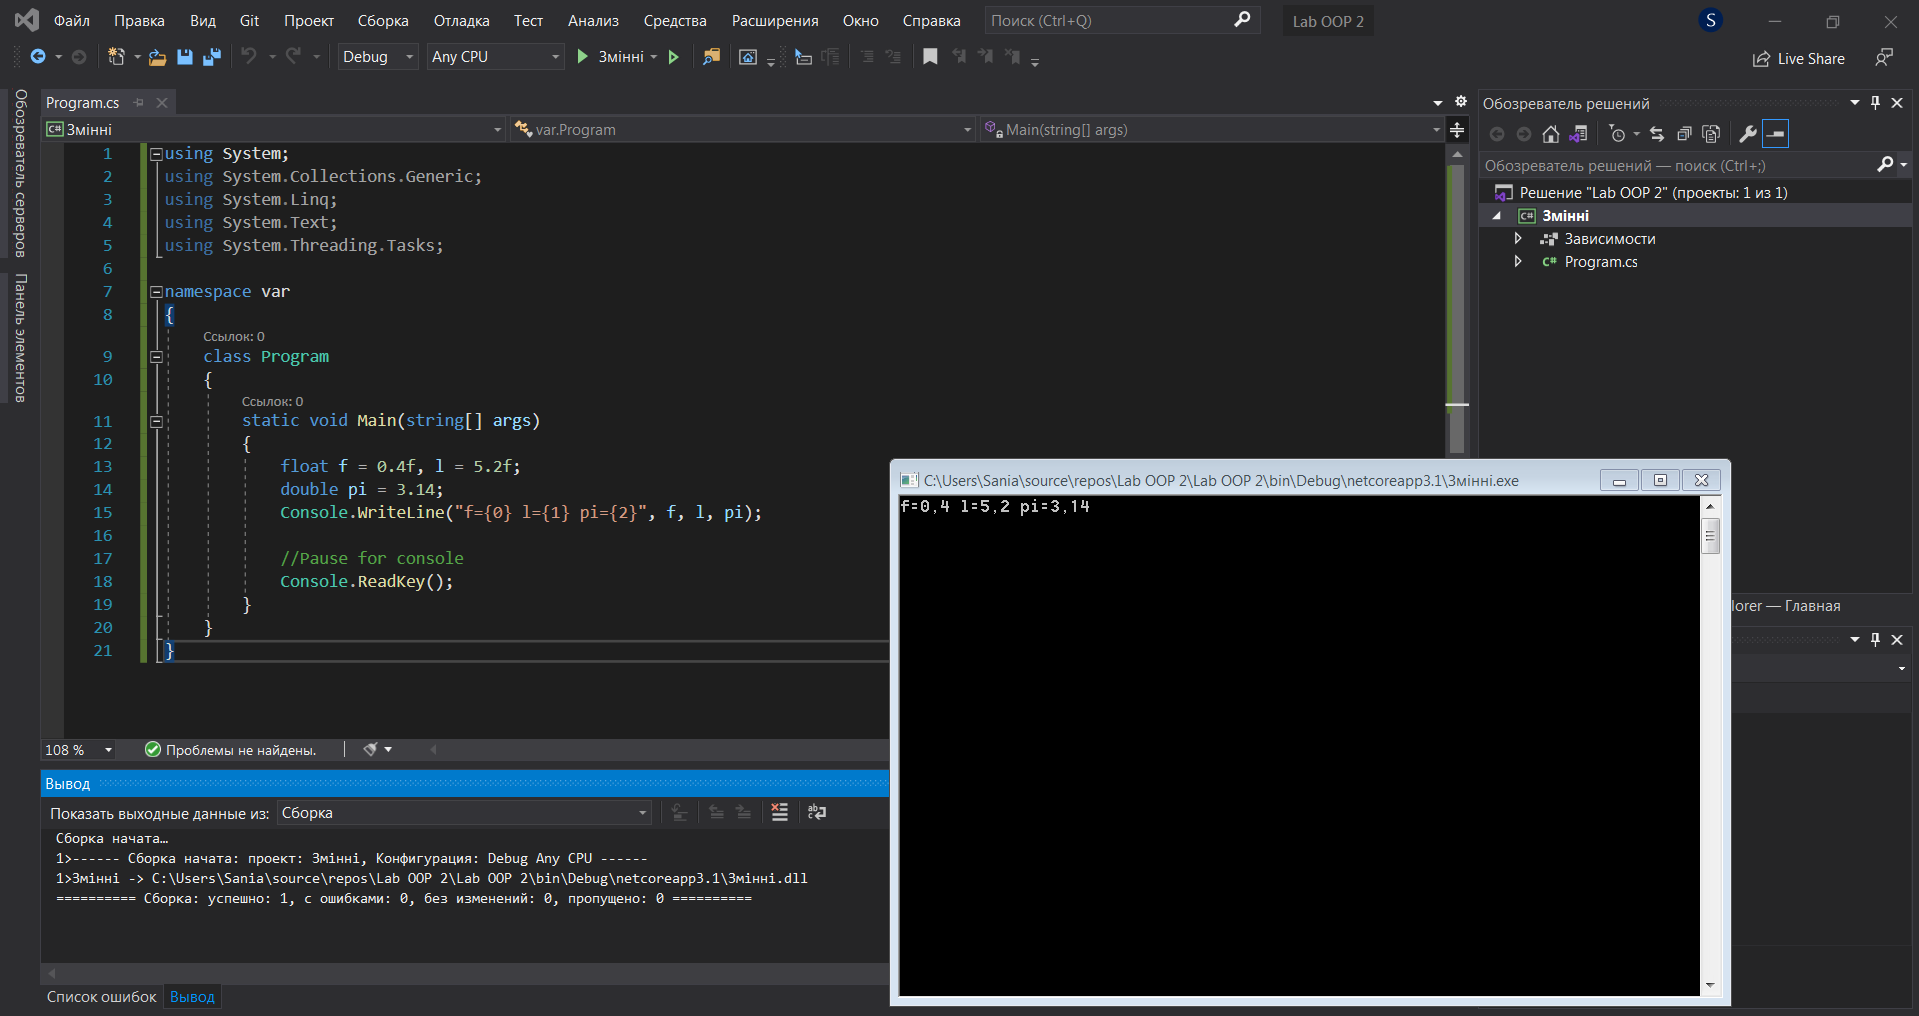 Файл Правка Вид Git Проект Сборка Отладка Тест Анализ Средства Расширения Окно Справка Поиск (Ctrl+Q) Lab OOP 2 S
Debug Any CPU Змінні Live Share
Обозреватель серверов
Панель элементов
Program.cs
Змінні var.Program Main(string[] args)
1 using System;
2 using System.Collections.Generic;
3 using System.Linq;
4 using System.Text;
5 using System.Threading.Tasks;
6
7 namespace var
8 {
Ссылок: 0
9 class Program
10 {
Ссылок: 0
11 static void Main(string[] args)
12 {
13 float f = 0.4f, l = 5.2f;
14 double pi = 3.14;
15 Console.WriteLine("f={0} l={1} pi={2}", f, l, pi);
16
17 //Pause for console
18 Console.ReadKey();
19 }
20 }
21 }
108 % Проблемы не найдены.
Вывод
Показать выходные данные из: Сборка
Сборка начата…
1>------ Сборка начата: проект: Змінні, Конфигурация: Debug Any CPU ------
1>Змінні -> C:\Users\Sania\source\repos\Lab OOP 2\Lab OOP 2\bin\Debug\netcoreapp3.1\Змінні.dll
========== Сборка: успешно: 1, с ошибками: 0, без изменений: 0, пропущено: 0 ==========
Список ошибок Вывод
C:\Users\Sania\source\repos\Lab OOP 2\Lab OOP 2\bin\Debug\netcoreapp3.1\Змінні.exe
f=0,4 l=5,2 pi=3,14
Обозреватель решений
Обозреватель решений — поиск (Ctrl+;)
Решение "Lab OOP 2" (проекты: 1 из 1)
C# Змінні
Зависимости
C# Program.cs
lorer — Главная